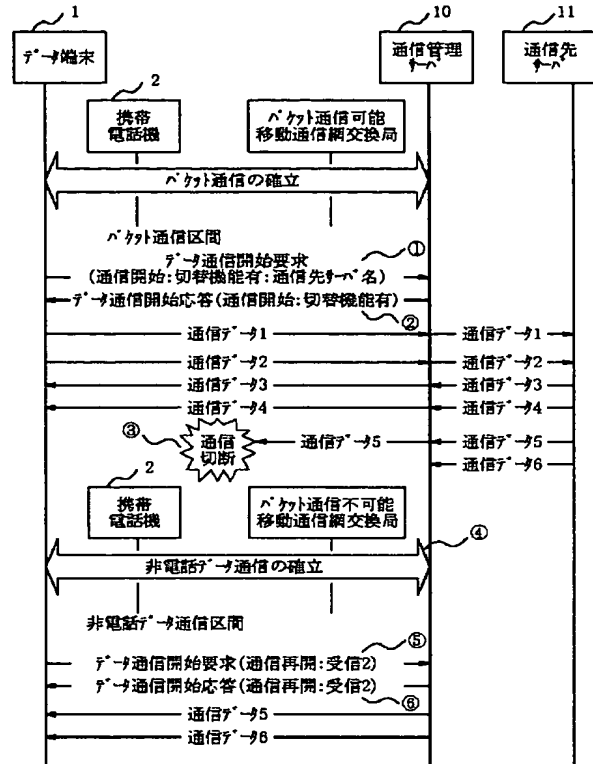 1
10
11
データ端末
通信管理
サーバ
通信先
サーバ
2
携帯
電話機
パケット通信可能
移動通信網交換局
パケット通信の確立
パケット通信区間
①
データ通信開始要求
(通信開始:切替機能有:通信先サーバ名)
データ通信開始応答(通信開始:切替機能有)
②
通信データ1
通信データ1
通信データ2
通信データ2
通信データ3
通信データ3
通信データ4
通信データ4
③
通信
切断
通信データ5
通信データ5
通信データ6
2
携帯
電話機
パケット通信不可能
移動通信網交換局
④
非電話データ通信の確立
非電話データ通信区間
⑤
データ通信開始要求(通信再開:受信2)
データ通信開始応答(通信再開:受信2)
⑥
通信データ5
通信データ6